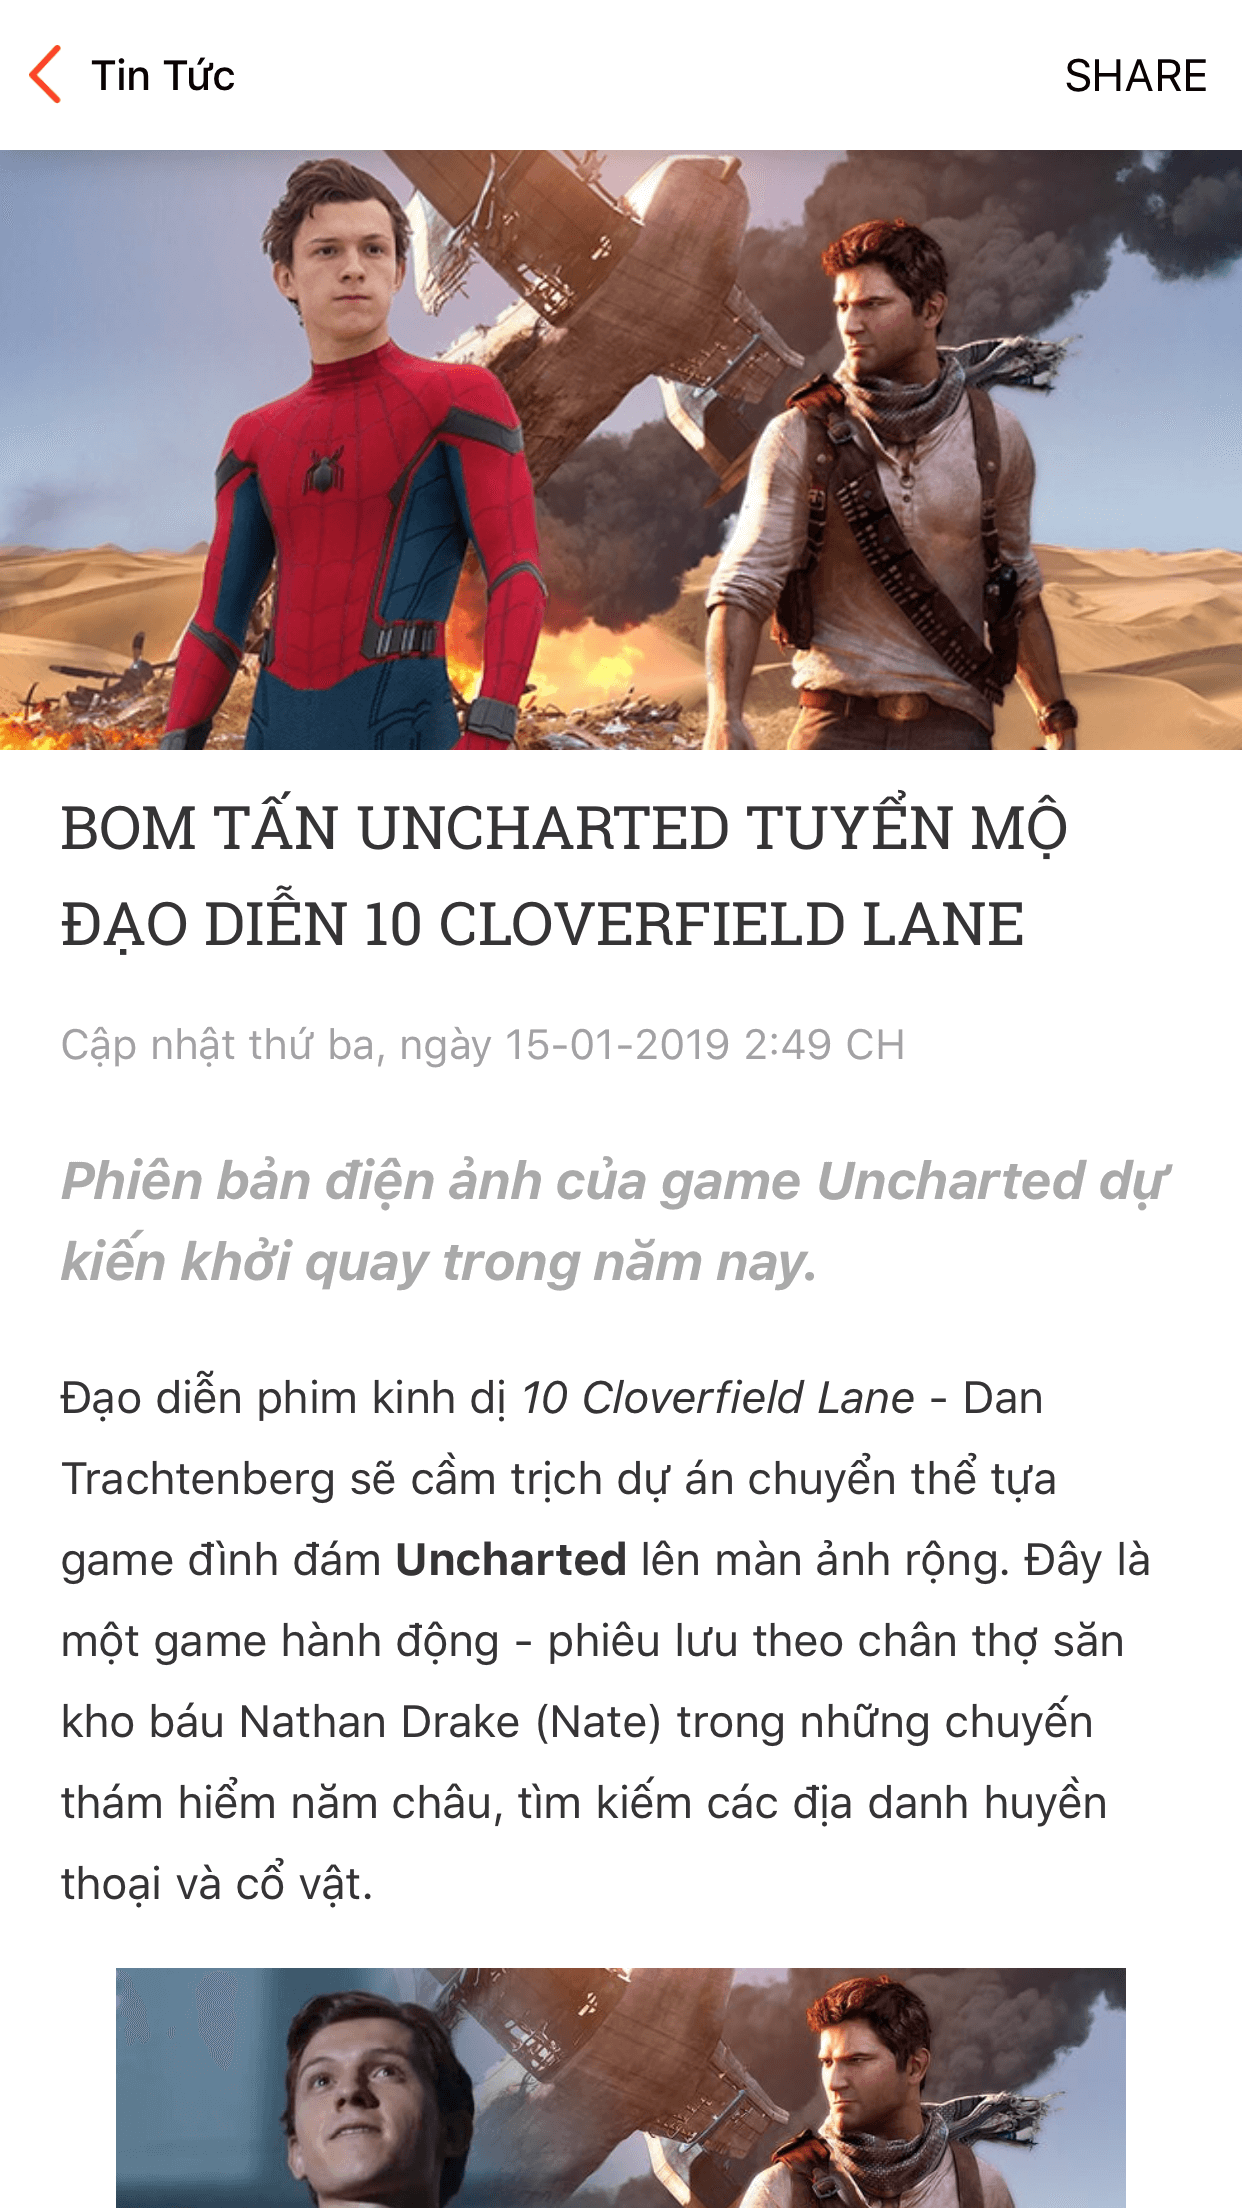 Tin Tức
SHARE
BOM TẤN UNCHARTED TUYỂN MỘ
ĐẠO DIỄN 10 CLOVERFIELD LANE
Cập nhật thứ ba, ngày 15-01-2019 2:49 CH
Phiên bản điện ảnh của game Uncharted dự
kiến khởi quay trong năm nay.
Đạo diễn phim kinh dị 10 Cloverfield Lane - Dan
Trachtenberg sẽ cầm trịch dự án chuyển thể tựa
game đình đám Uncharted lên màn ảnh rộng. Đây là
một game hành động - phiêu lưu theo chân thợ săn
kho báu Nathan Drake (Nate) trong những chuyến
thám hiểm năm châu, tìm kiếm các địa danh huyền
thoại và cổ vật.